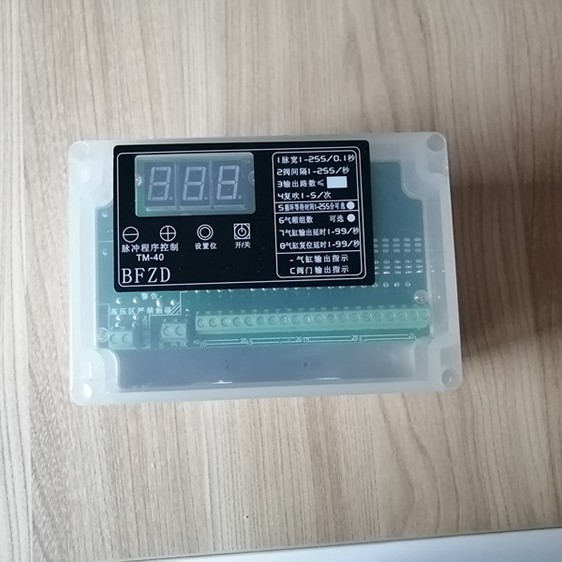 1脉宽1-255/0.1秒
2阀间隔1-255/秒
3输出路数≤
4复吹1-5/次
5循环等待时间1-255分可选
6气箱组数 可选
7气缸输出延时1-99/秒
8气缸复位延时1-99/秒
-气缸输出指示
C阀门输出指示
脉冲程序控制
TM-40
设置位
开/关
BFZD
警告
高压区严禁触碰